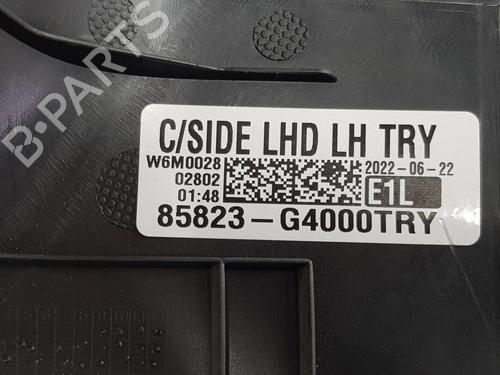 B-PARTS
C/SIDE LHD LH TRY
W6M0028
02802
01:48
2022-06-22
E1L
85823-G4000TRY